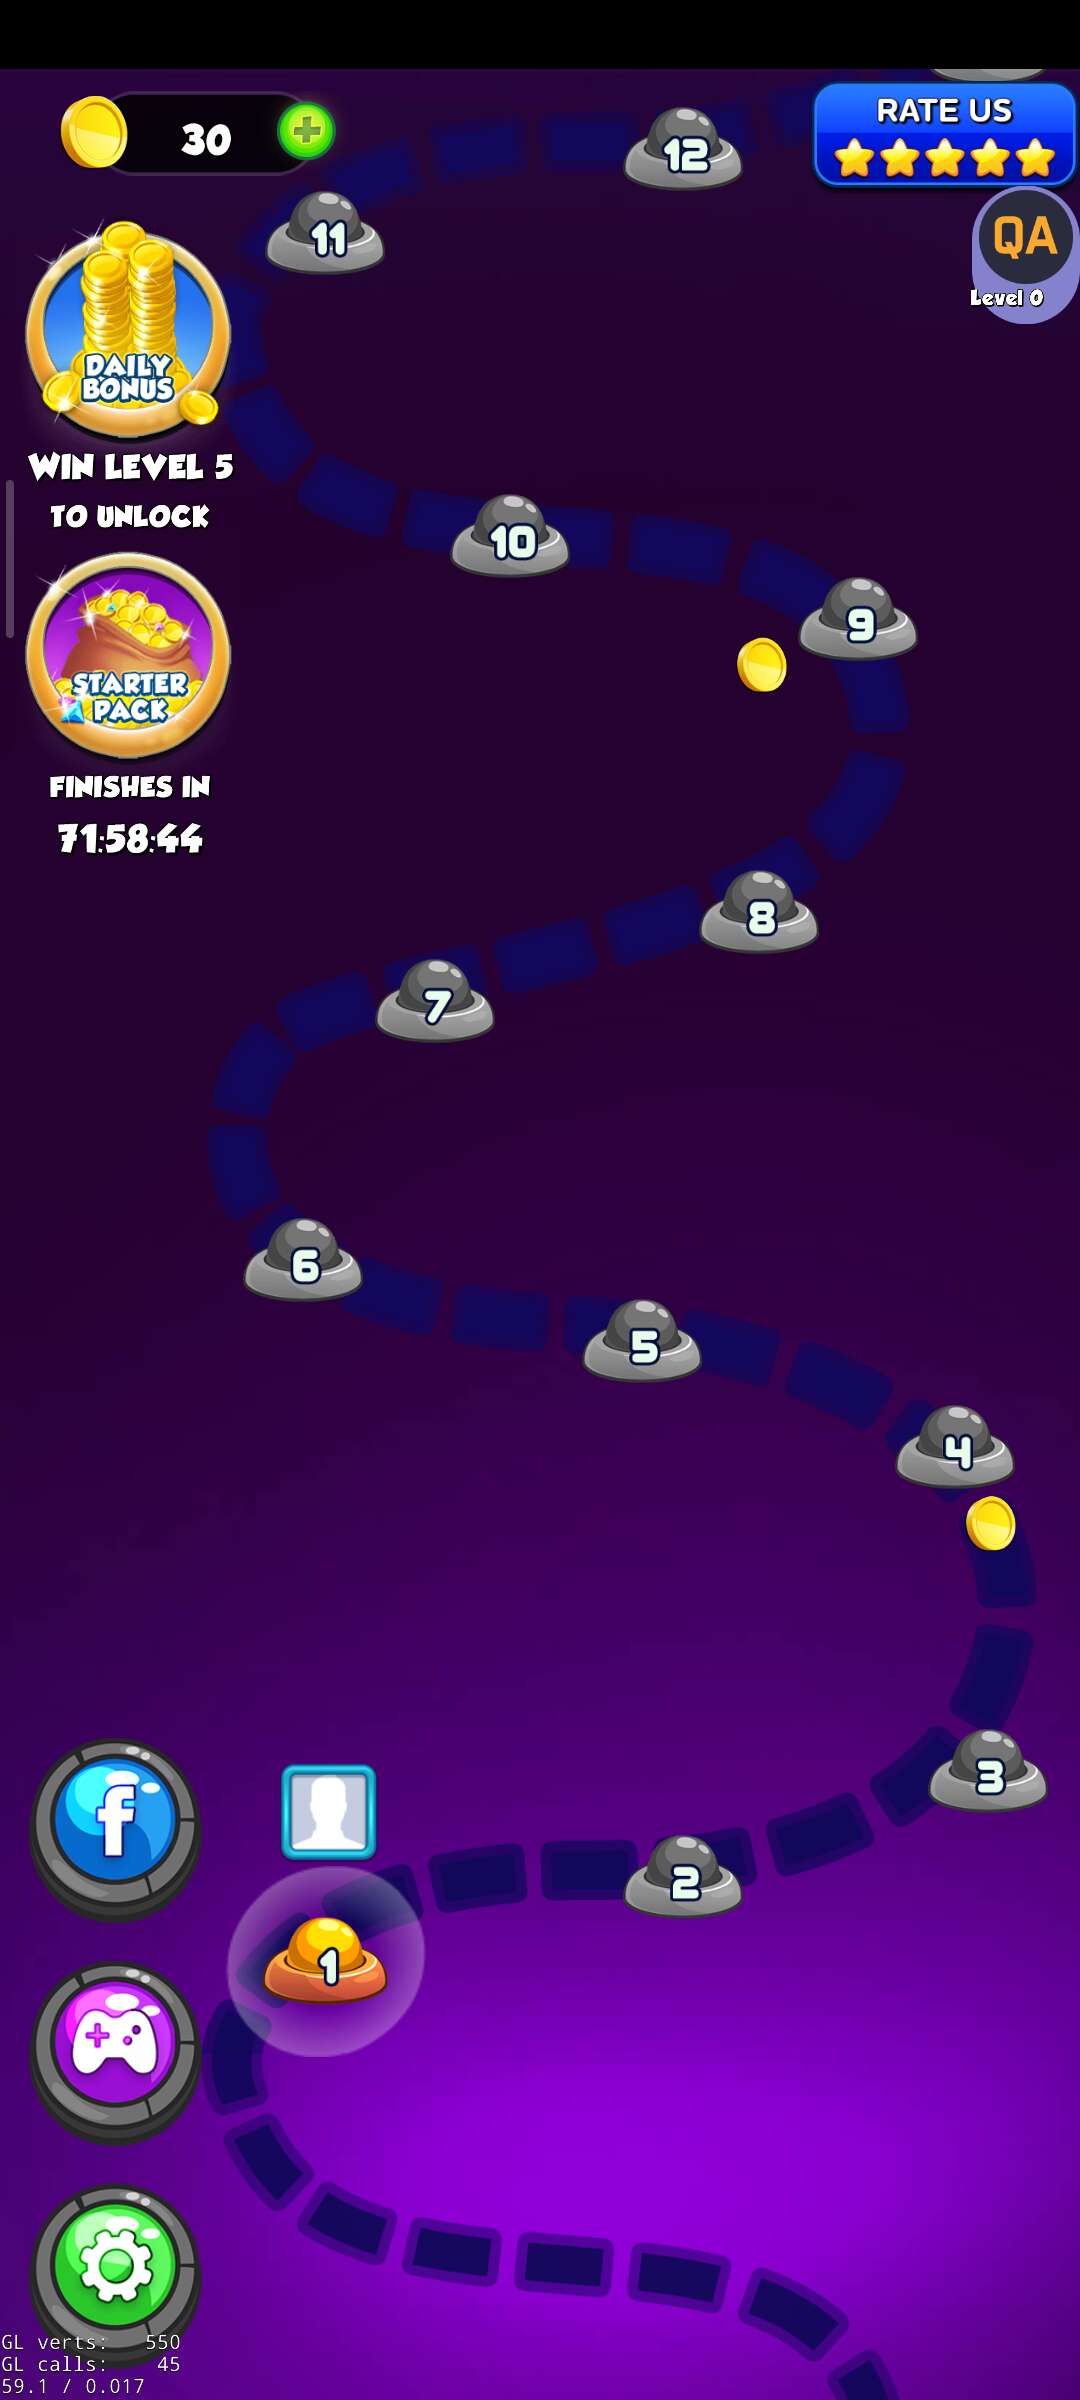 30
RATE US
12
11
QA
Level 0
DAILY
BONUS
WIN LEVEL 5
TO UNLOCK
10
9
STARTER
PACK
FINISHES IN
71:58:44
8
7
6
5
4
3
f
2
1
GL verts: 550
GL calls: 45
59.1 / 0.017